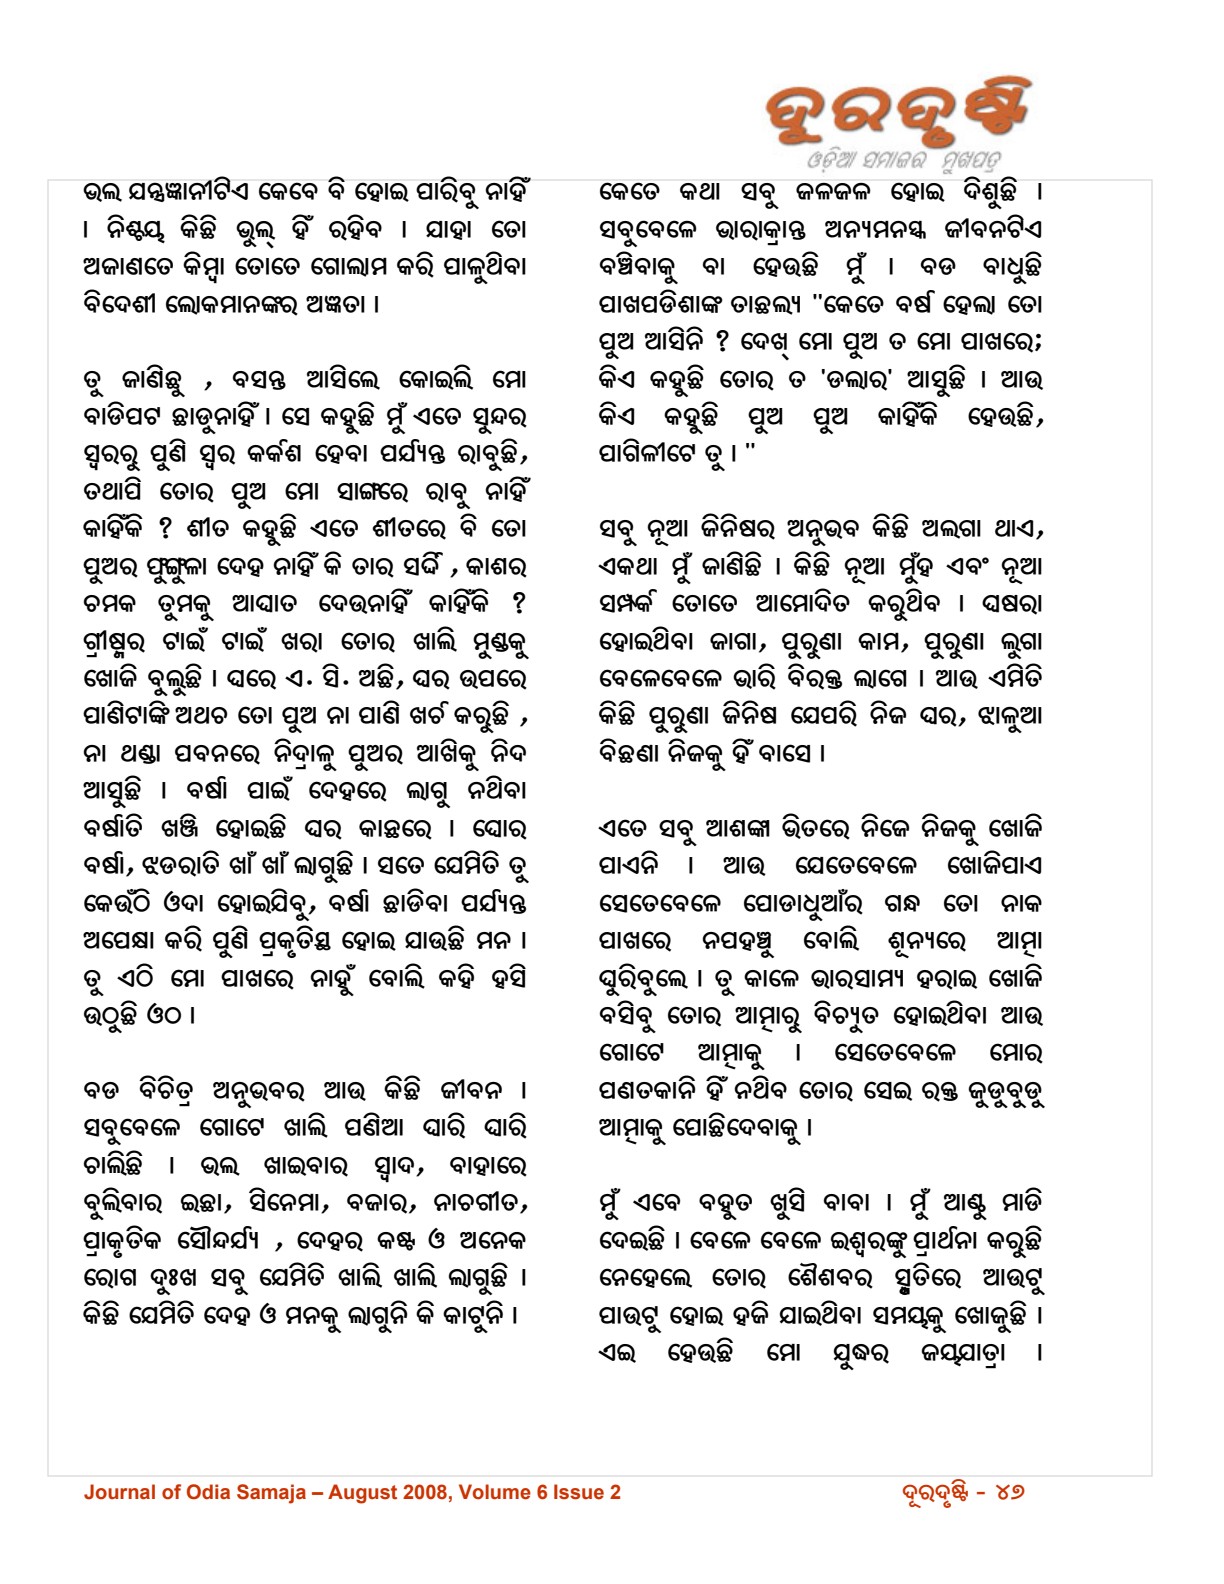 ଦୂରଦୃଷ୍ଟି
ଓଡ଼ିଆ ସମାଜର ମୁଖପତ୍ର
ଭଲ ଯନ୍ତ୍ରଜ୍ଞାନୀଟିଏ କେବେ ବି ହୋଇ ପାରିବୁ ନାହିଁ
। ନିଶ୍ଚୟ କିଛି ଭୁଲ୍ ହିଁ ରହିବ । ଯାହା ତୋ
ଅଜାଣତେ କିମ୍ବା ତୋତେ ଗୋଲାମ କରି ପାଳୁଥିବା
ବିଦେଶୀ ଲୋକମାନଙ୍କର ଅଜ୍ଞତା ।
ତୁ ଜାଣିଛୁ , ବସନ୍ତ ଆସିଲେ କୋଇଲି ମୋ
ବାଡିପଟ ଛାଡୁନାହିଁ । ସେ କହୁଛି ମୁଁ ଏତେ ସୁନ୍ଦର
ସ୍ୱରରୁ ପୁଣି ସ୍ୱର କର୍କଶ ହେବା ପର୍ଯ୍ୟନ୍ତ ରାବୁଛି,
ତଥାପି ତୋର ପୁଅ ମୋ ସାଙ୍ଗରେ ରାବୁ ନାହିଁ
କାହିଁକି ? ଶୀତ କହୁଛି ଏତେ ଶୀତରେ ବି ତୋ
ପୁଅର ଫୁଙ୍ଗୁଳା ଦେହ ନାହିଁ କି ତାର ସର୍ଦ୍ଦି , କାଶର
ଚମକ ତୁମକୁ ଆଘାତ ଦେଉନାହିଁ କାହିଁକି ?
ଗ୍ରୀଷ୍ମର ଟାଇଁ ଟାଇଁ ଖରା ତୋର ଖାଲି ମୁଣ୍ଡକୁ
ଖୋଜି ବୁଲୁଛି । ଘରେ ଏ. ସି. ଅଛି, ଘର ଉପରେ
ପାଣିଟାଙ୍କି ଅଥଚ ତୋ ପୁଅ ନା ପାଣି ଖର୍ଚ କରୁଛି ,
ନା ଥଣ୍ଡା ପବନରେ ନିଦ୍ରାଳୁ ପୁଅର ଆଖିକୁ ନିଦ
ଆସୁଛି । ବର୍ଷା ପାଇଁ ଦେହରେ ଲାଗୁ ନଥିବା
ବର୍ଷାତି ଖଞ୍ଜି ହୋଇଛି ଘର କାନ୍ଥରେ । ଘୋର
ବର୍ଷା, ଝଡରାତି ଖାଁ ଖାଁ ଲାଗୁଛି । ସତେ ଯେମିତି ତୁ
କେଉଁଠି ଓଦା ହୋଇଯିବୁ, ବର୍ଷା ଛାଡିବା ପର୍ଯ୍ୟନ୍ତ
ଅପେକ୍ଷା କରି ପୁଣି ପ୍ରକୃତିସ୍ଥ ହୋଇ ଯାଉଛି ମନ ।
ତୁ ଏଠି ମୋ ପାଖରେ ନାହୁଁ ବୋଲି କହି ହସି
ଉଠୁଛି ଓଠ ।
ବଡ ବିଚିତ୍ର ଅନୁଭବର ଆଉ କିଛି ଜୀବନ ।
ସବୁବେଳେ ଗୋଟେ ଖାଲି ପଣିଆ ଘାରି ଘାରି
ଚାଲିଛି । ଭଲ ଖାଇବାର ସ୍ୱାଦ, ବାହାରେ
ବୁଲିବାର ଇଛା, ସିନେମା, ବଜାର, ନାଚଗୀତ,
ପ୍ରାକୃତିକ ସୌନ୍ଦର୍ଯ୍ୟ , ଦେହର କଷ୍ଟ ଓ ଅନେକ
ରୋଗ ଦୁଃଖ ସବୁ ଯେମିତି ଖାଲି ଖାଲି ଲାଗୁଛି ।
କିଛି ଯେମିତି ଦେହ ଓ ମନକୁ ଲାଗୁନି କି କାଟୁନି ।
କେତେ କଥା ସବୁ ଜଳଜଳ ହୋଇ ଦିଶୁଛି ।
ସବୁବେଳେ ଭାରାକ୍ରାନ୍ତ ଅନ୍ୟମନସ୍କ ଜୀବନଟିଏ
ବଞ୍ଚିବାକୁ ବା ହେଉଛି ମୁଁ । ବଡ ବାଧୁଛି
ପାଖପଡିଶାଙ୍କ ତାଛଲ୍ୟ "କେତେ ବର୍ଷ ହେଲା ତୋ
ପୁଅ ଆସିନି ? ଦେଖ୍ ମୋ ପୁଅ ତ ମୋ ପାଖରେ;
କିଏ କହୁଛି ତୋର ତ 'ଡଲାର' ଆସୁଛି । ଆଉ
କିଏ କହୁଛି ପୁଅ ପୁଅ କାହିଁକି ହେଉଛି,
ପାଗିଳୀଟେ ତୁ । "
ସବୁ ନୂଆ ଜିନିଷର ଅନୁଭବ କିଛି ଅଲଗା ଥାଏ,
ଏକଥା ମୁଁ ଜାଣିଛି । କିଛି ନୂଆ ମୁଁହ ଏବଂ ନୂଆ
ସମ୍ପର୍କ ତୋତେ ଆମୋଦିତ କରୁଥିବ । ଘଷରା
ହୋଇଥିବା ଜାଗା, ପୁରୁଣା କାମ, ପୁରୁଣା ଲୁଗା
ବେଳେବେଳେ ଭାରି ବିରକ୍ତ ଲାଗେ । ଆଉ ଏମିତି
କିଛି ପୁରୁଣା ଜିନିଷ ଯେପରି ନିଜ ଘର, ଝାଳୁଆ
ବିଛଣା ନିଜକୁ ହିଁ ବାସେ ।
ଏତେ ସବୁ ଆଶଙ୍କା ଭିତରେ ନିଜେ ନିଜକୁ ଖୋଜି
ପାଏନି । ଆଉ ଯେତେବେଳେ ଖୋଜିପାଏ
ସେତେବେଳେ ପୋଡାଧୁଆଁର ଗନ୍ଧ ତୋ ନାକ
ପାଖରେ ନପହଞ୍ଚୁ ବୋଲି ଶୂନ୍ୟରେ ଆତ୍ମା
ଘୁରିବୁଲେ । ତୁ କାଳେ ଭାରସାମ୍ୟ ହରାଇ ଖୋଜି
ବସିବୁ ତୋର ଆତ୍ମାରୁ ବିଚ୍ୟୁତ ହୋଇଥିବା ଆଉ
ଗୋଟେ ଆତ୍ମାକୁ । ସେତେବେଳେ ମୋର
ପଣତକାନି ହିଁ ନଥିବ ତୋର ସେଇ ରକ୍ତ ଜୁଡୁବୁଡୁ
ଆତ୍ମାକୁ ପୋଛିଦେବାକୁ ।
ମୁଁ ଏବେ ବହୁତ ଖୁସି ବାବା । ମୁଁ ଆଣ୍ଠୁ ମାଡି
ଦେଇଛି । ବେଳେ ବେଳେ ଇଶ୍ୱରଙ୍କୁ ପ୍ରାର୍ଥନା କରୁଛି
ନେହେଲେ ତୋର ଶୈଶବର ସ୍ମୃତିରେ ଆଉଟୁ
ପାଉଟୁ ହୋଇ ହଜି ଯାଇଥିବା ସମୟକୁ ଖୋଜୁଛି ।
ଏଇ ହେଉଛି ମୋ ଯୁଦ୍ଧର ଜୟଯାତ୍ରା ।
Journal of Odia Samaja – August 2008, Volume 6 Issue 2
ଦୂରଦୃଷ୍ଟି - ୪୭